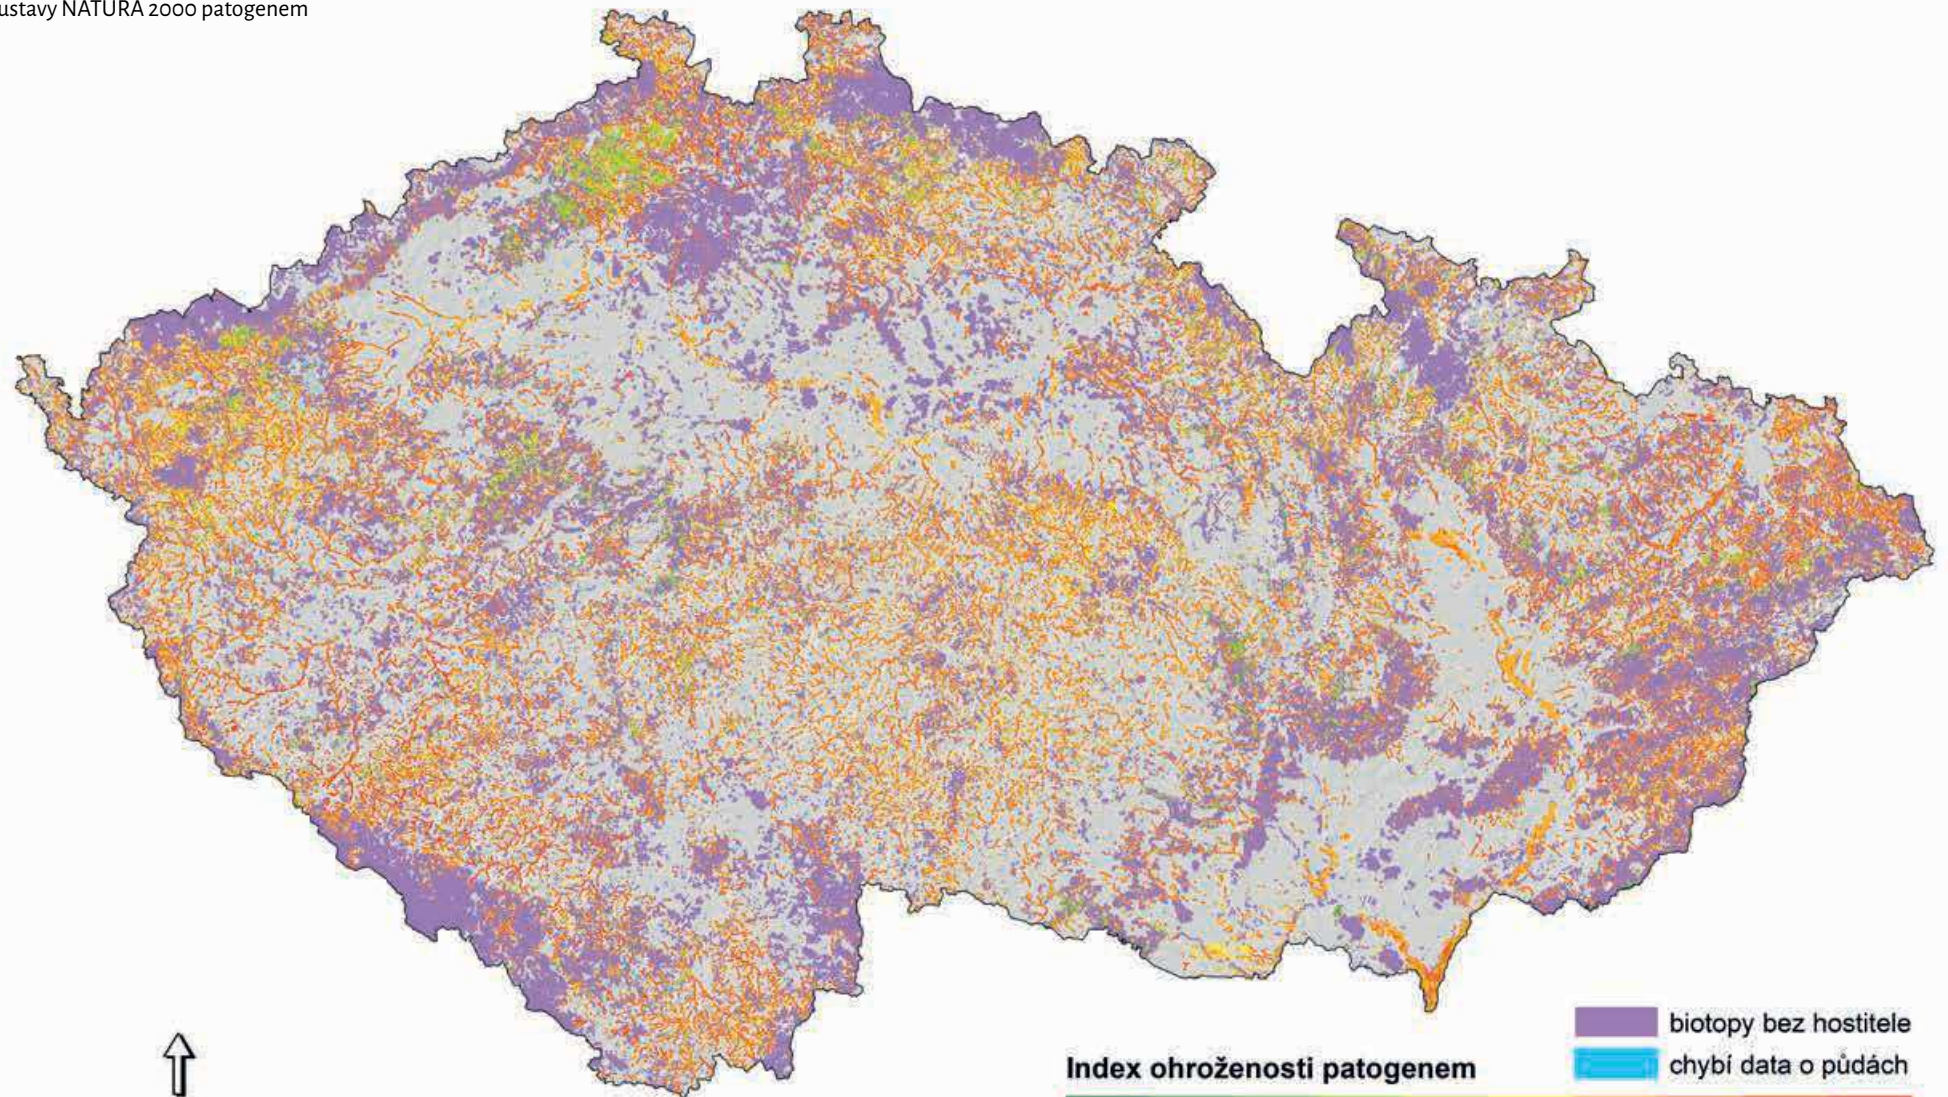 ustavy NATURA 2000 patogenem
biotopy bez hostitele
chybí data o půdách
Index ohroženosti patogenem